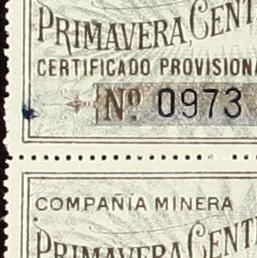 PRIMAVERA CENT
CERTIFICADO PROVISIONA
Nº 0973
COMPAÑIA MINERA
PRIMAVERA CENT